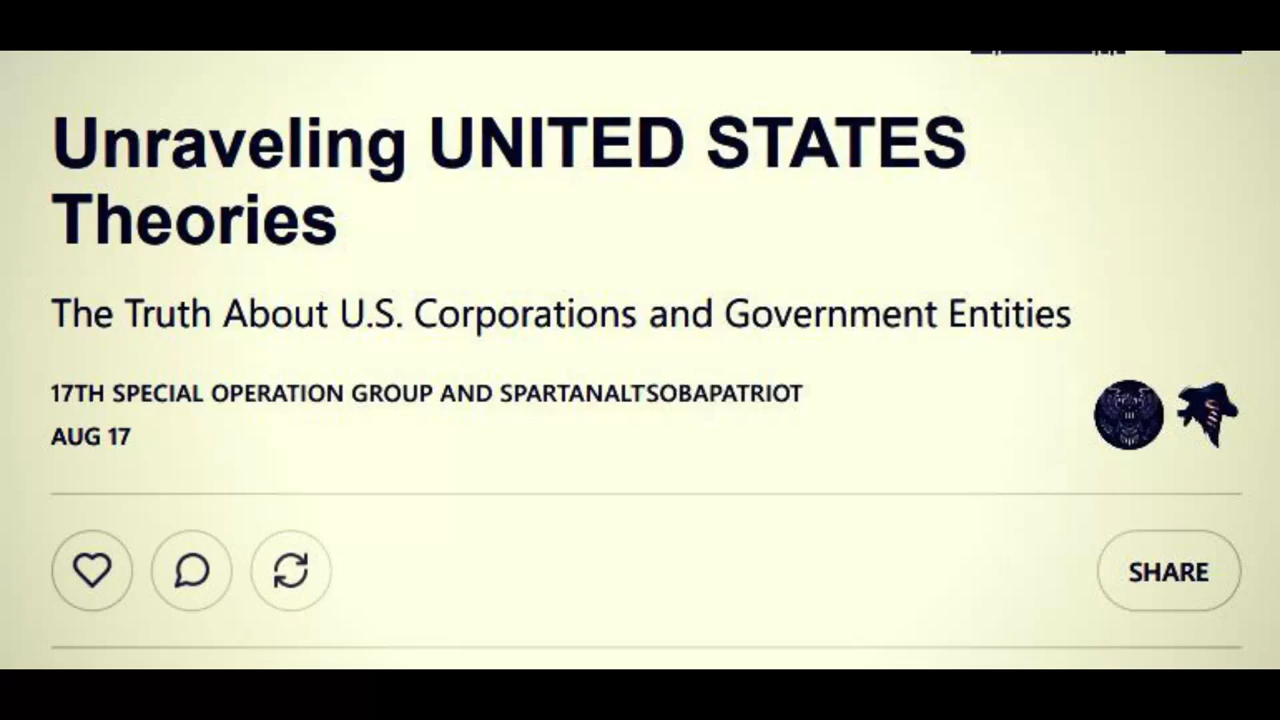 Unraveling UNITED STATES
Theories
The Truth About U.S. Corporations and Government Entities
17TH SPECIAL OPERATION GROUP AND SPARTANALTSOBAPATRIOT
AUG 17
SHARE